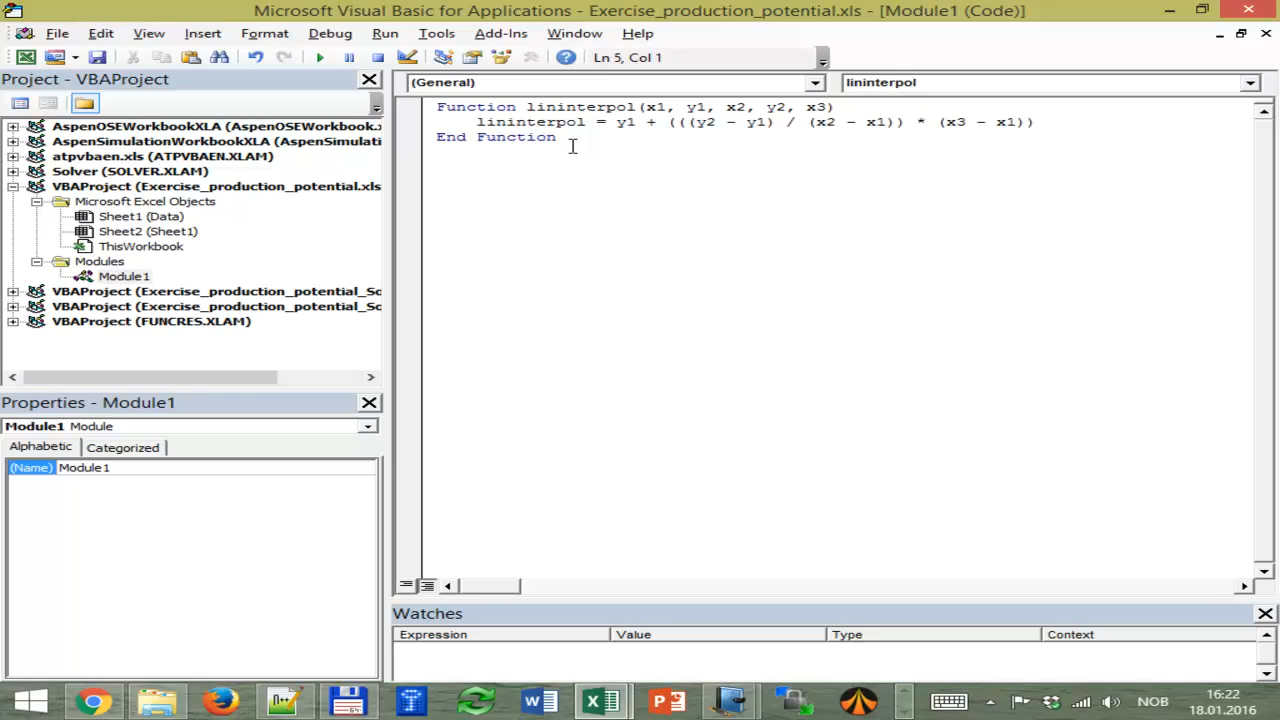 Microsoft Visual Basic for Applications - Exercise_production_potential.xls - [Module1 (Code)]
File Edit View Insert Format Debug Run Tools Add-Ins Window Help
Ln 5, Col 1
Project - VBAProject
(General)
lininterpol
Function lininterpol(x1, y1, x2, y2, x3)
lininterpol = y1 + (((y2 - y1) / (x2 - x1)) * (x3 - x1))
End Function
AspenOSEWorkbookXLA (AspenOSEWorkbook.x
AspenSimulationWorkbookXLA (AspenSimulati
atpvbaen.xls (ATPVBAEN.XLAM)
Solver (SOLVER.XLAM)
VBAProject (Exercise_production_potential.xls
Microsoft Excel Objects
Sheet1 (Data)
Sheet2 (Sheet1)
ThisWorkbook
Modules
Module1
VBAProject (Exercise_production_potential_So
VBAProject (Exercise_production_potential_So
VBAProject (FUNCRES.XLAM)
Properties - Module1
Module1 Module
Alphabetic Categorized
(Name) Module1
Watches
Expression Value Type Context
NOB
16:22
18.01.2016